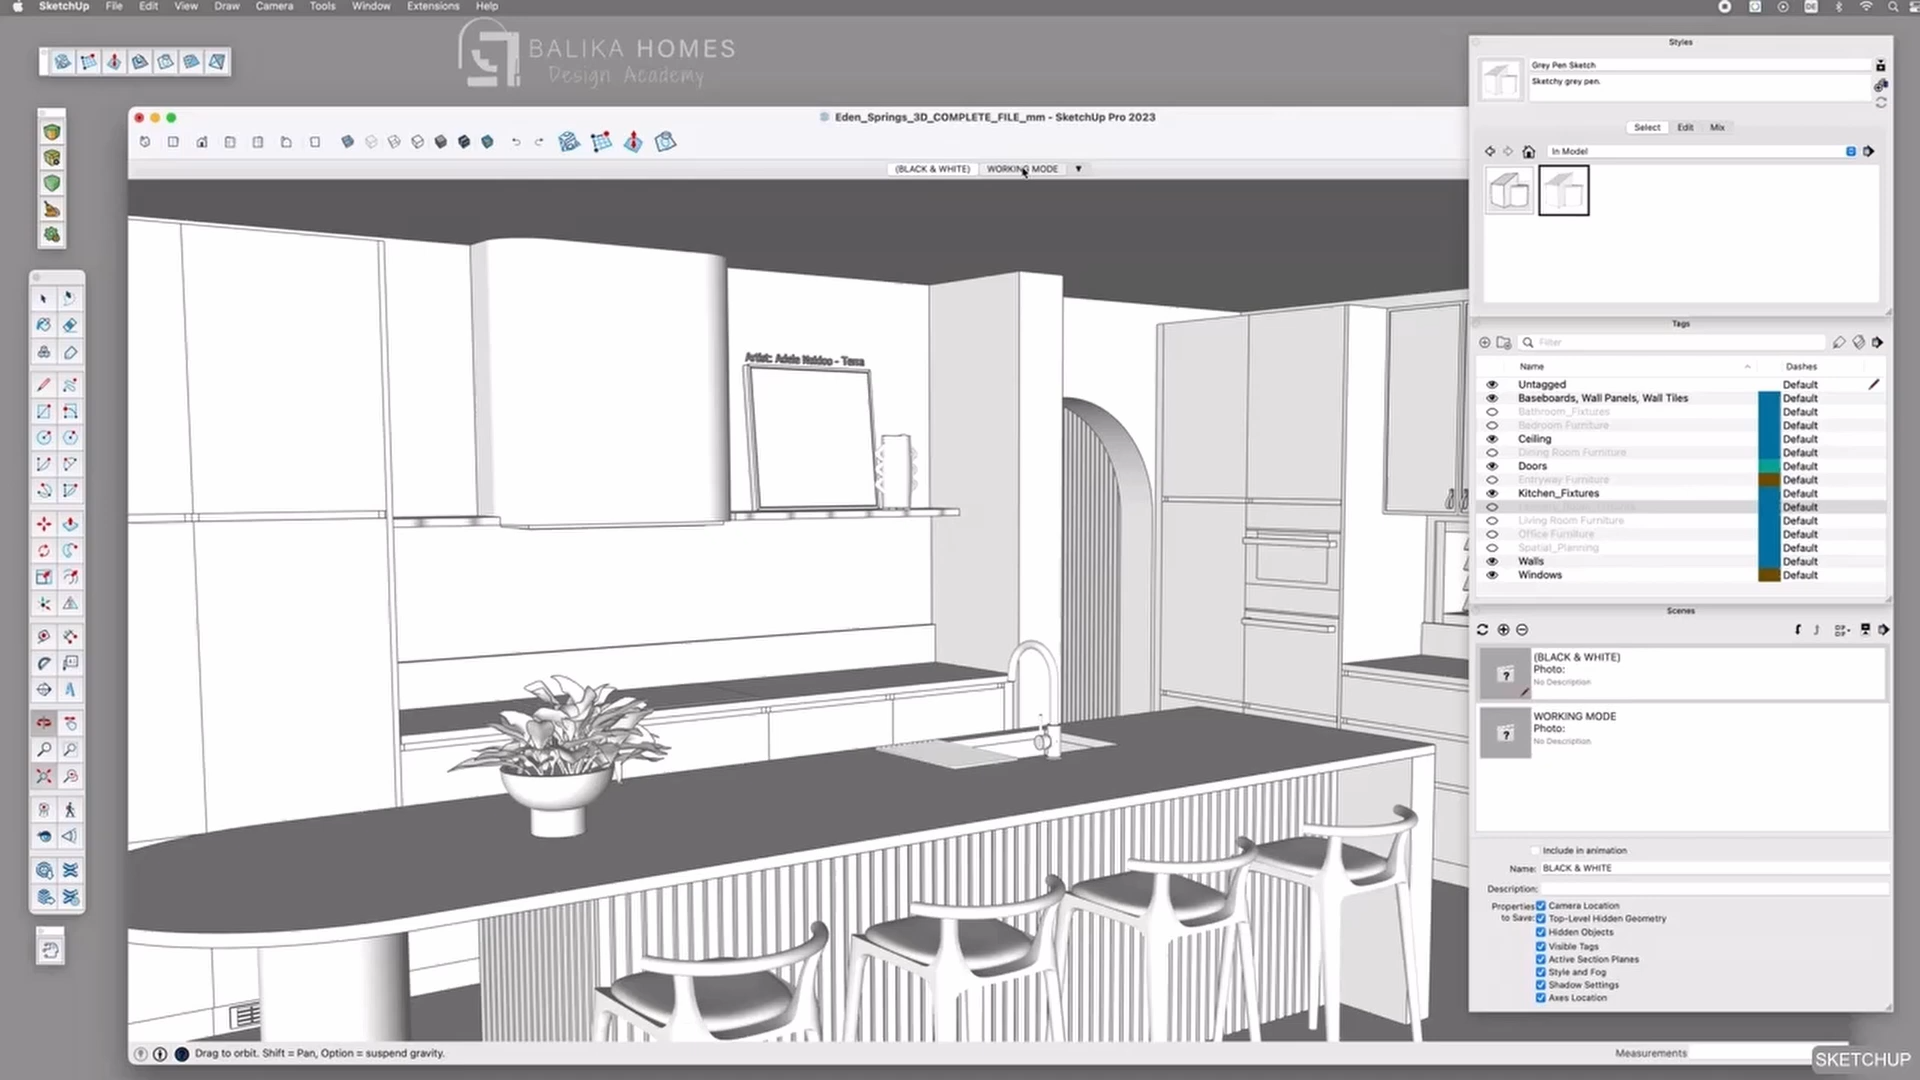 SketchUp File Edit View Draw Camera Tools Window Extensions Help
BALIKA HOMES
Design Academy
Eden_Springs_3D_COMPLETE_FILE_mm - SketchUp Pro 2023
(BLACK & WHITE) WORKING MODE
Styles
Grey Pen Sketch
Sketchy grey pen.
Select Edit Mix
In Model
Artist: Adele Naidoo - Terra
Tags
Filter
Name Dashes
Untagged Default
Baseboards, Wall Panels, Wall Tiles Default
Bathroom_Fixtures Default
Bedroom Furniture Default
Ceiling Default
Dining Room Furniture Default
Doors Default
Entryway Furniture Default
Kitchen_Fixtures Default
Default
Living Room Furniture Default
Office Furniture Default
Spatial_Planning Default
Walls Default
Windows Default
Scenes
(BLACK & WHITE)
Photo:
No Description
WORKING MODE
Photo:
No Description
Include in animation
Name: BLACK & WHITE
Description:
Properties to Save: Camera Location
Top-Level Hidden Geometry
Hidden Objects
Visible Tags
Active Section Planes
Style and Fog
Shadow Settings
Axes Location
Drag to orbit. Shift = Pan, Option = suspend gravity.
Measurements
SKETCHUP